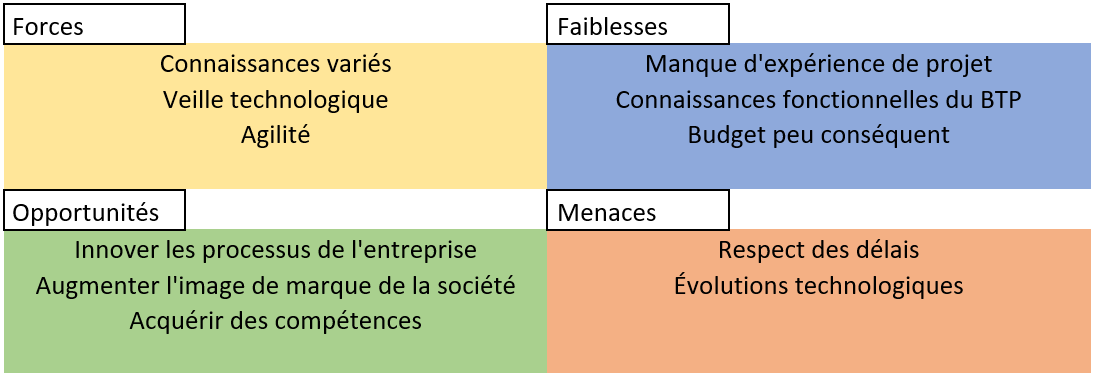 Forces
Connaissances variés
Veille technologique
Agilité
Faiblesses
Manque d'expérience de projet
Connaissances fonctionnelles du BTP
Budget peu conséquent
Opportunités
Innover les processus de l'entreprise
Augmenter l'image de marque de la société
Acquérir des compétences
Menaces
Respect des délais
Évolutions technologiques